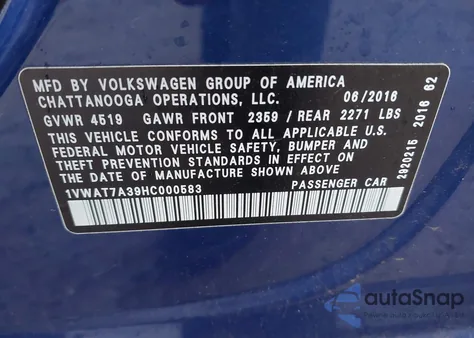 MFD BY VOLKSWAGEN GROUP OF AMERICA
CHATTANOOGA OPERATIONS, LLC. 06/2016
GVWR 4519 GAWR FRONT 2359 / REAR 2271 LBS
THIS VEHICLE CONFORMS TO ALL APPLICABLE U.S.
FEDERAL MOTOR VEHICLE SAFETY, BUMPER AND
THEFT PREVENTION STANDARDS IN EFFECT ON
THE DATE OF MANUFACTURE SHOWN ABOVE
1VWAT7A39HC000583 PASSENGER CAR
2920216 2016 62
autoSnap